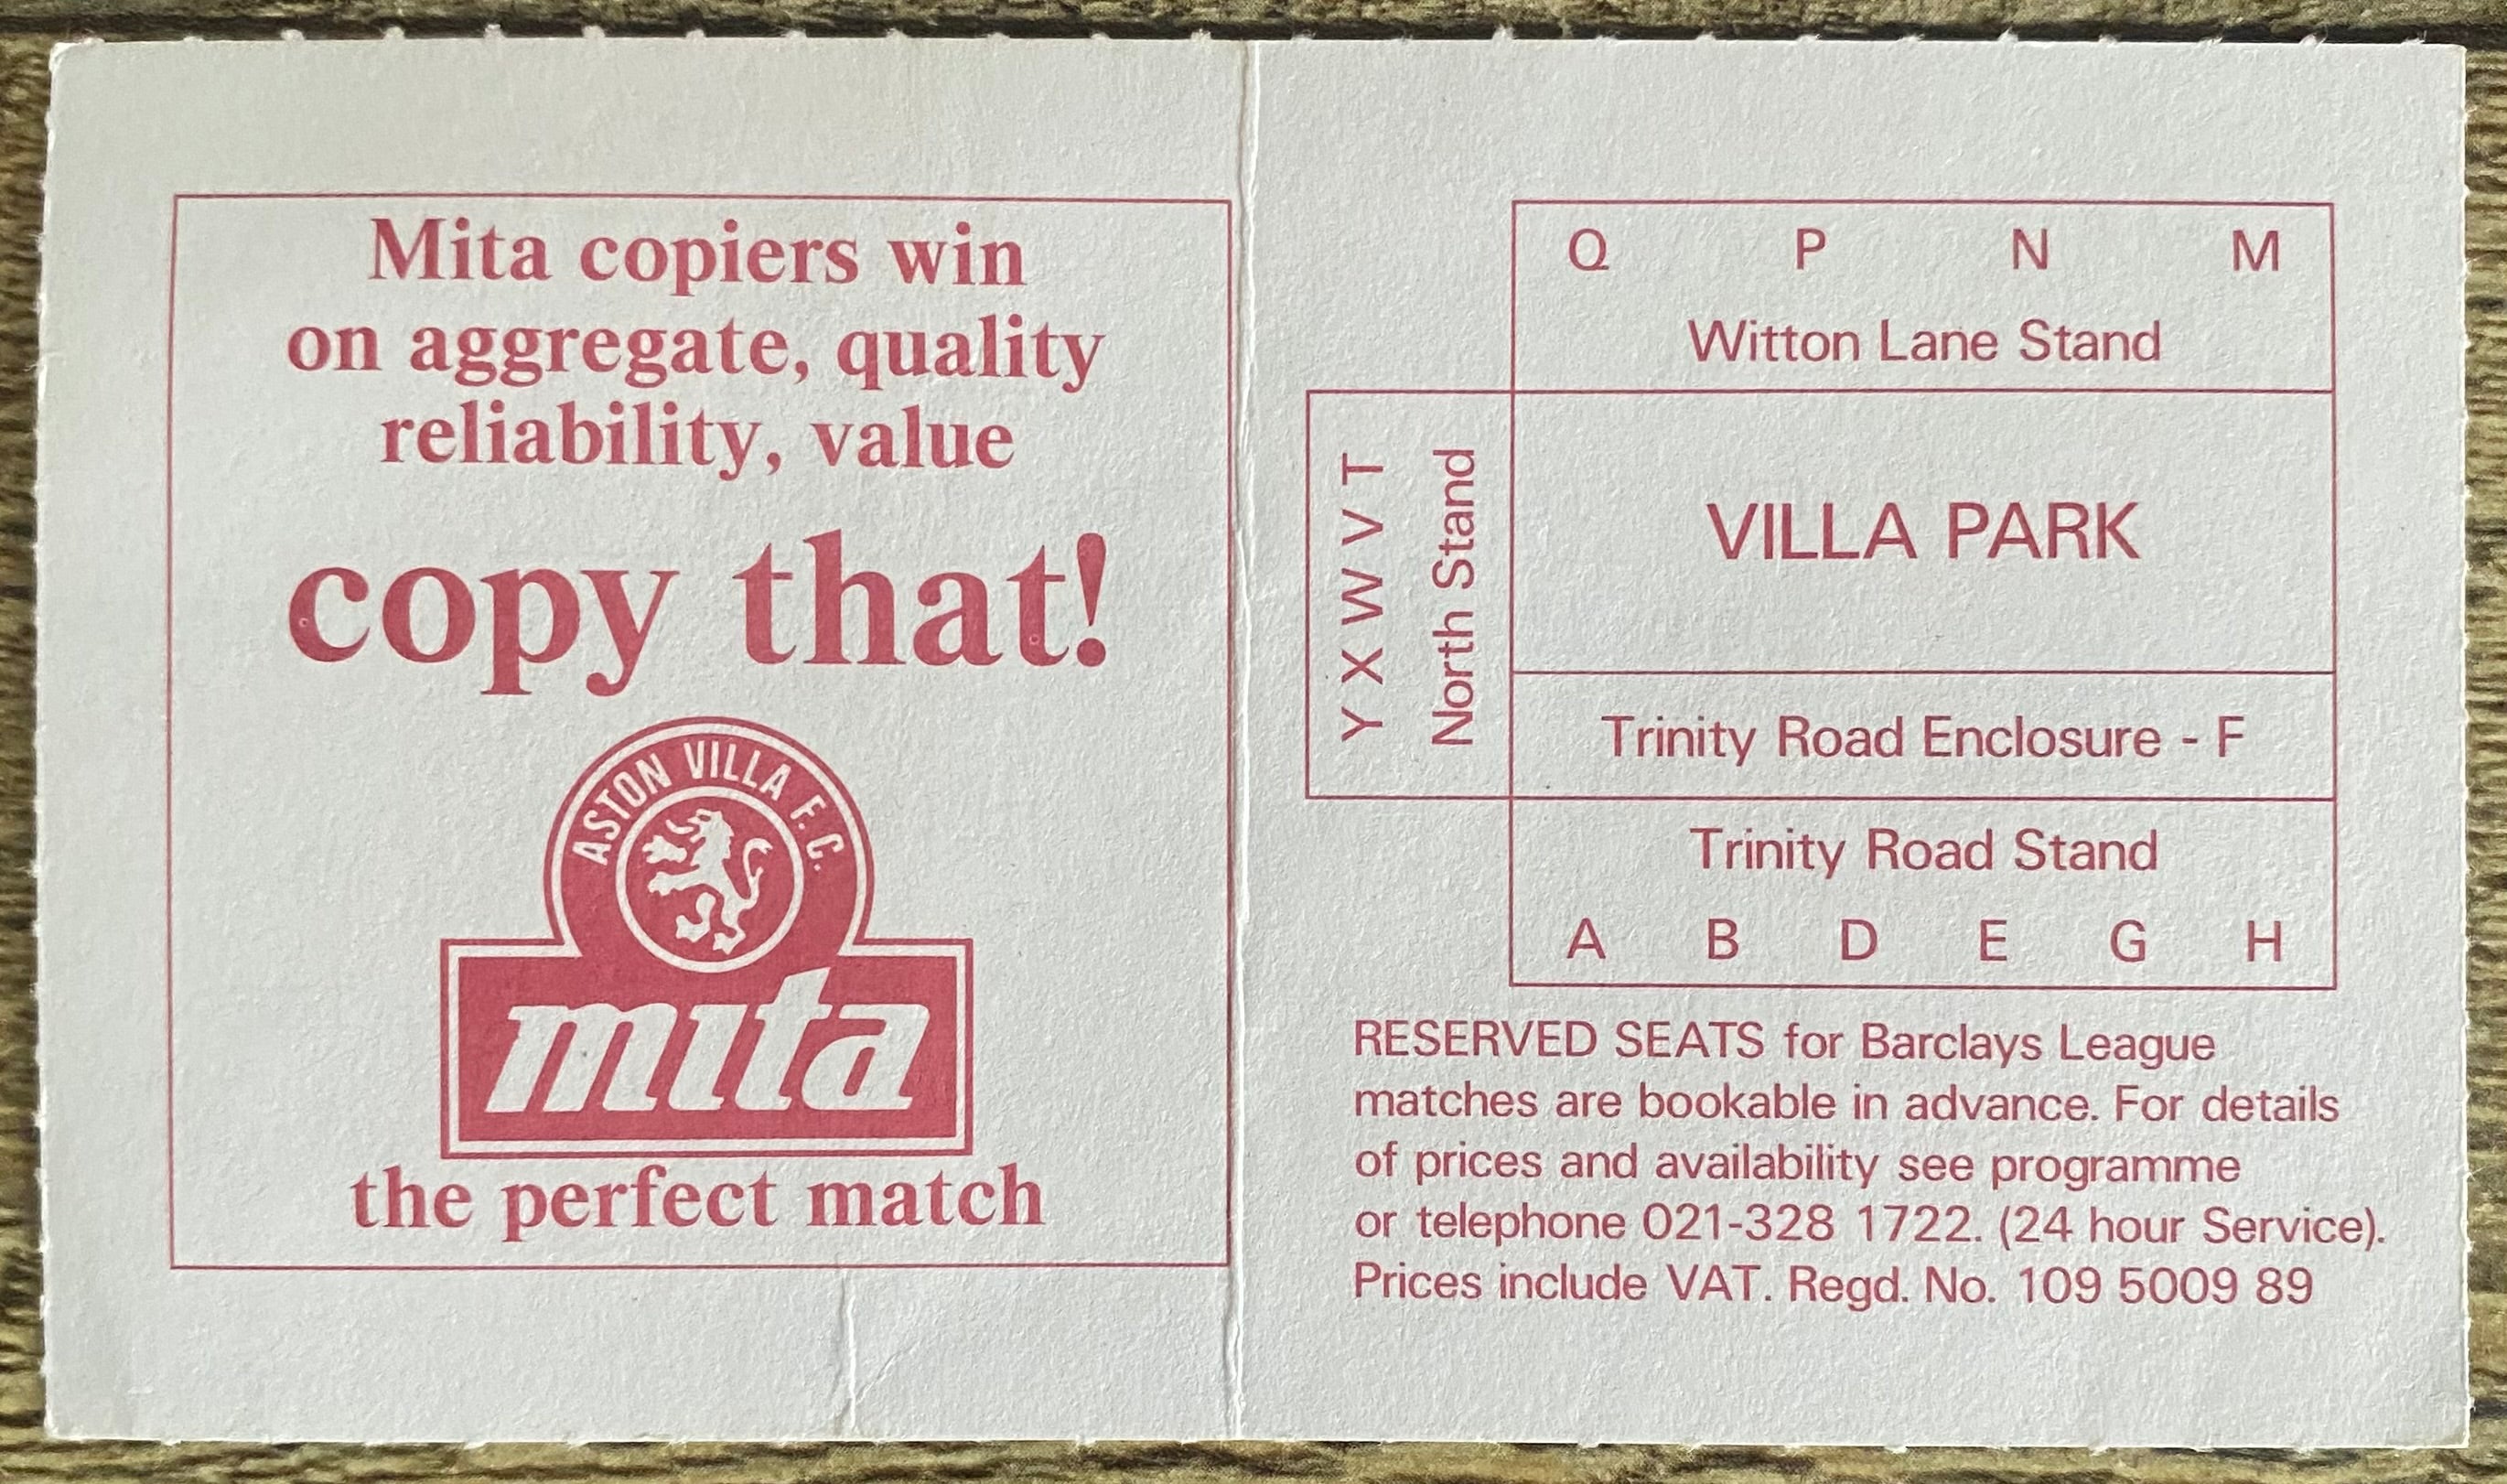 Mita copiers win
on aggregate, quality
reliability, value
copy that!
ASTON VILLA F.C.
mita
the perfect match
Q P N M
Witton Lane Stand
Y X W V T
North Stand
VILLA PARK
Trinity Road Enclosure - F
Trinity Road Stand
A B D E G H
RESERVED SEATS for Barclays League
matches are bookable in advance. For details
of prices and availability see programme
or telephone 021-328 1722. (24 hour Service).
Prices include VAT. Regd. No. 109 5009 89